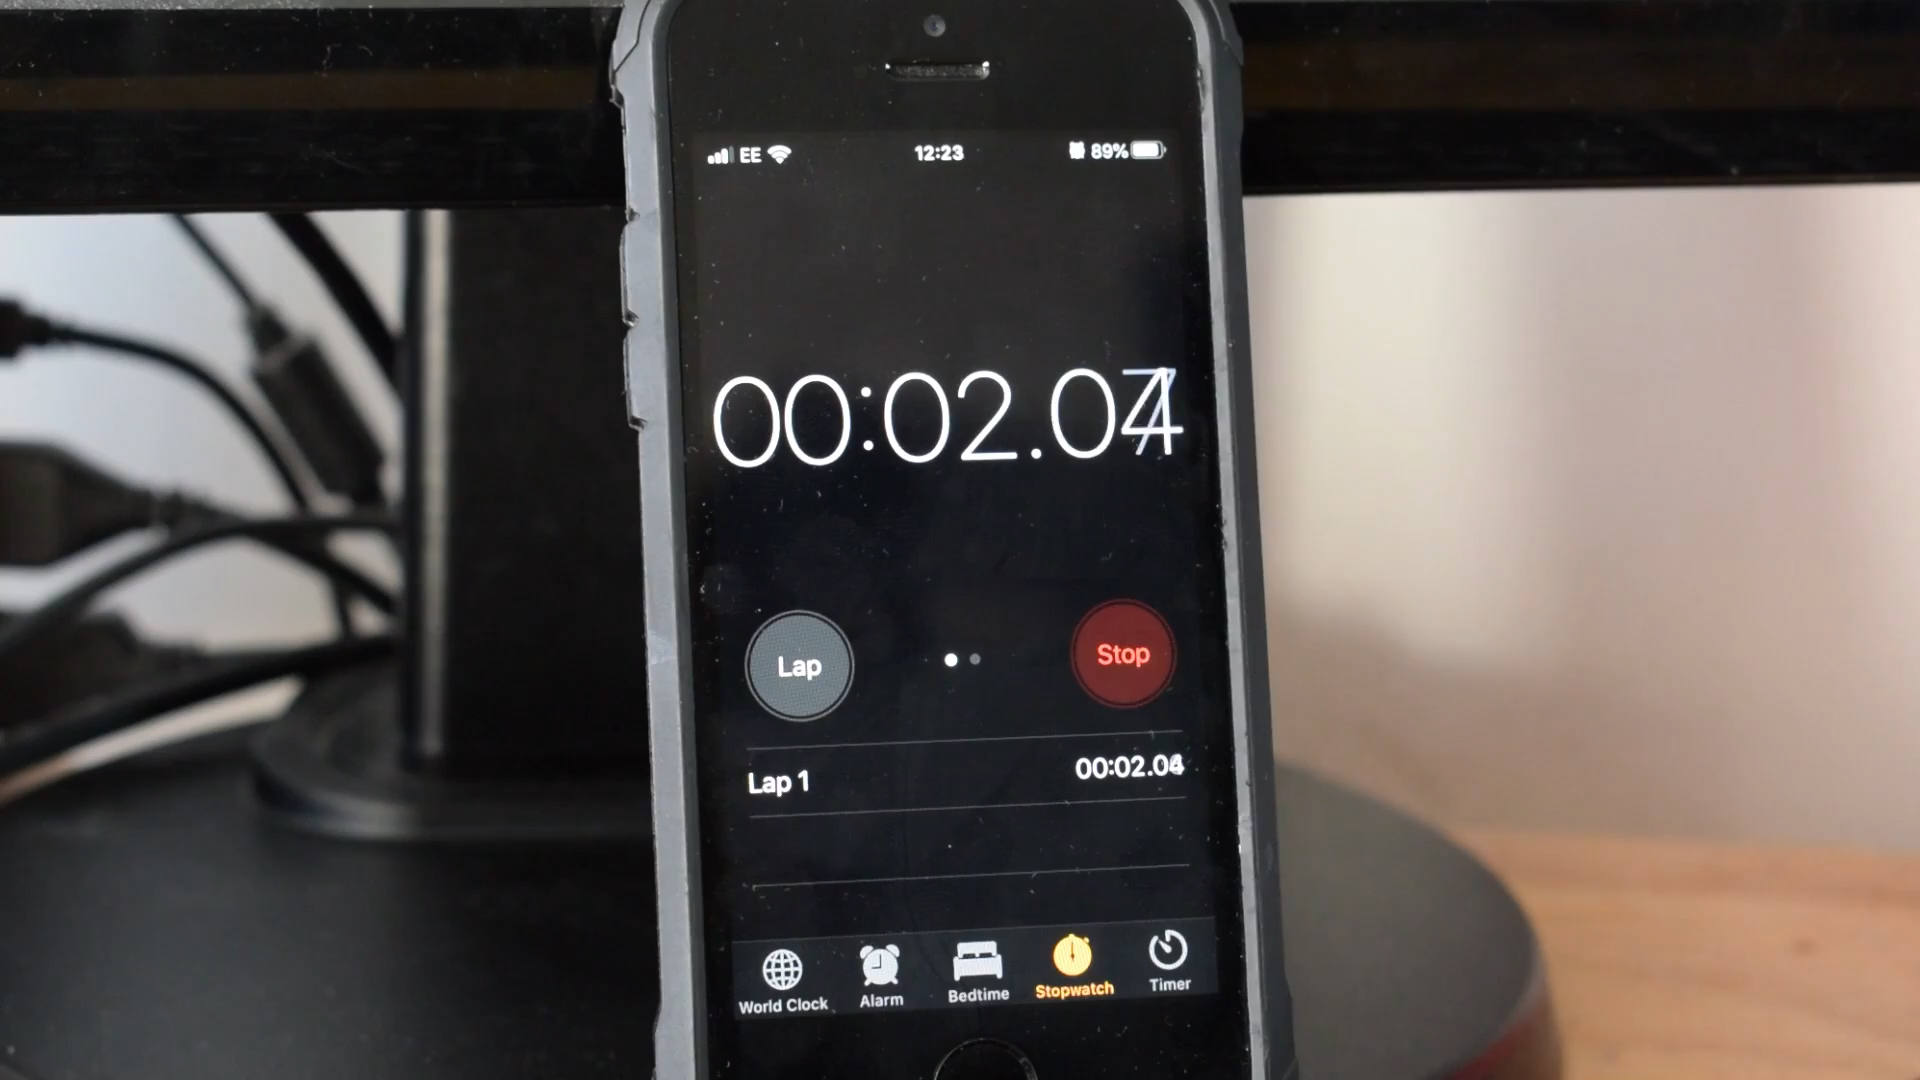 EE 12:23 89%
00:02.04
Lap Stop
Lap 1 00:02.04
World Clock Alarm Bedtime Stopwatch Timer